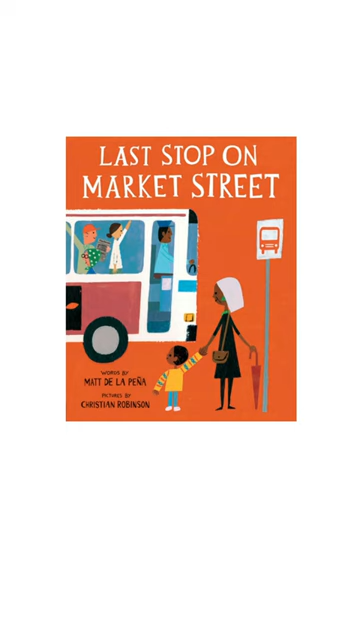 LAST STOP ON
MARKET STREET
WORDS BY
MATT DE LA PEÑA
PICTURES BY
CHRISTIAN ROBINSON